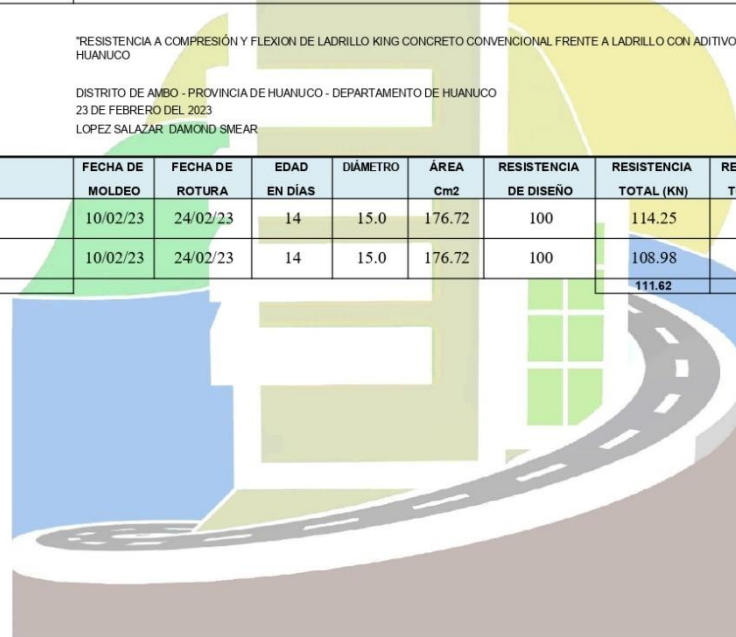 "RESISTENCIA A COMPRESIÓN Y FLEXION DE LADRILLO KING CONCRETO CONVENCIONAL FRENTE A LADRILLO CON ADITIVO
HUANUCO
DISTRITO DE AMBO - PROVINCIA DE HUANUCO - DEPARTAMENTO DE HUANUCO
23 DE FEBRERO DEL 2023
LOPEZ SALAZAR DAMOND SMEAR
FECHA DE FECHA DE EDAD DIÁMETRO ÁREA RESISTENCIA RESISTENCIA
MOLDEO ROTURA EN DÍAS Cm2 DE DISEÑO TOTAL (KN)
10/02/23 24/02/23 14 15.0 176.72 100 114.25
10/02/23 24/02/23 14 15.0 176.72 100 108.98
111.62